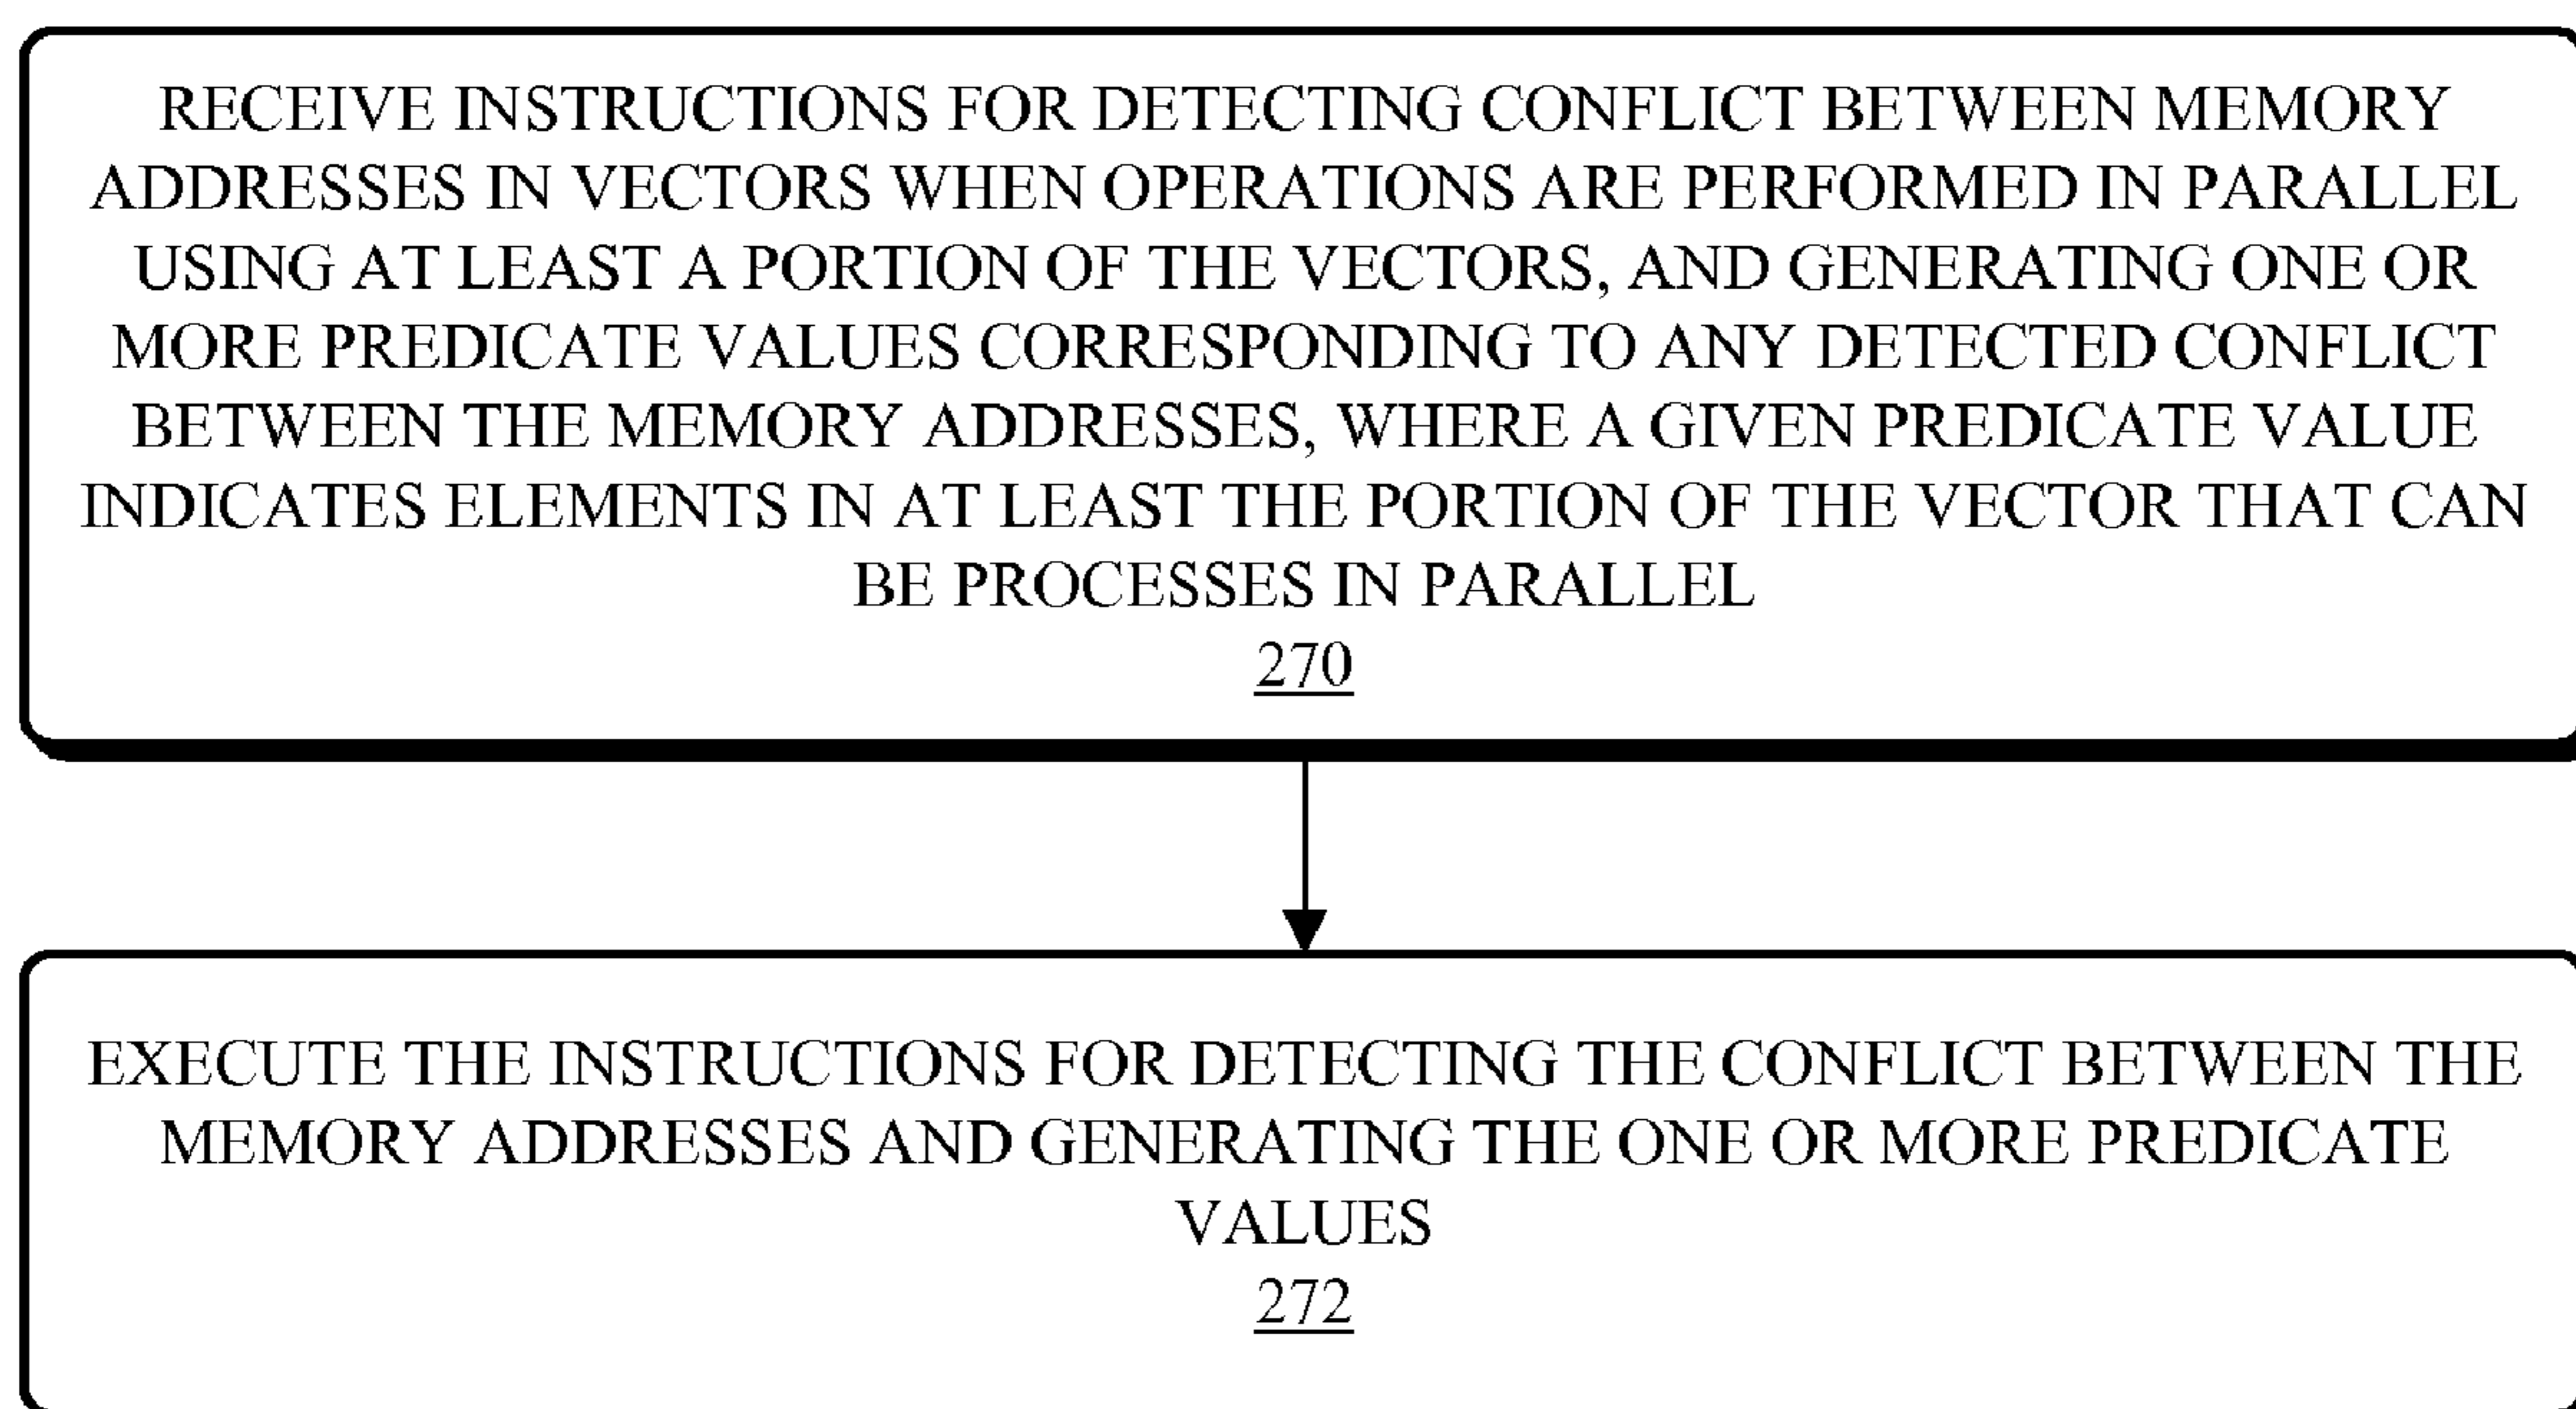 RECEIVE INSTRUCTIONS FOR DETECTING CONFLICT BETWEEN MEMORY
ADDRESSES IN VECTORS WHEN OPERATIONS ARE PERFORMED IN PARALLEL
USING AT LEAST A PORTION OF THE VECTORS, AND GENERATING ONE OR
MORE PREDICATE VALUES CORRESPONDING TO ANY DETECTED CONFLICT
BETWEEN THE MEMORY ADDRESSES, WHERE A GIVEN PREDICATE VALUE
INDICATES ELEMENTS IN AT LEAST THE PORTION OF THE VECTOR THAT CAN
BE PROCESSES IN PARALLEL
270
EXECUTE THE INSTRUCTIONS FOR DETECTING THE CONFLICT BETWEEN THE
MEMORY ADDRESSES AND GENERATING THE ONE OR MORE PREDICATE
VALUES
272